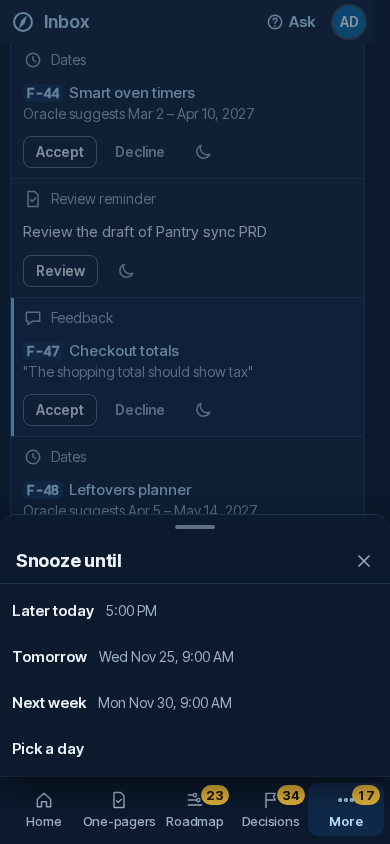 Inbox
Ask
AD
Dates
F-44 Smart oven timers
Oracle suggests Mar 2 – Apr 10, 2027
Accept Decline
Review reminder
Review the draft of Pantry sync PRD
Review
Feedback
F-47 Checkout totals
"The shopping total should show tax"
Accept Decline
Dates
F-48 Leftovers planner
Oracle suggests Apr 5 – May 14, 2027
Snooze until
Later today 5:00 PM
Tomorrow Wed Nov 25, 9:00 AM
Next week Mon Nov 30, 9:00 AM
Pick a day
23 34 17
Home One-pagers Roadmap Decisions More